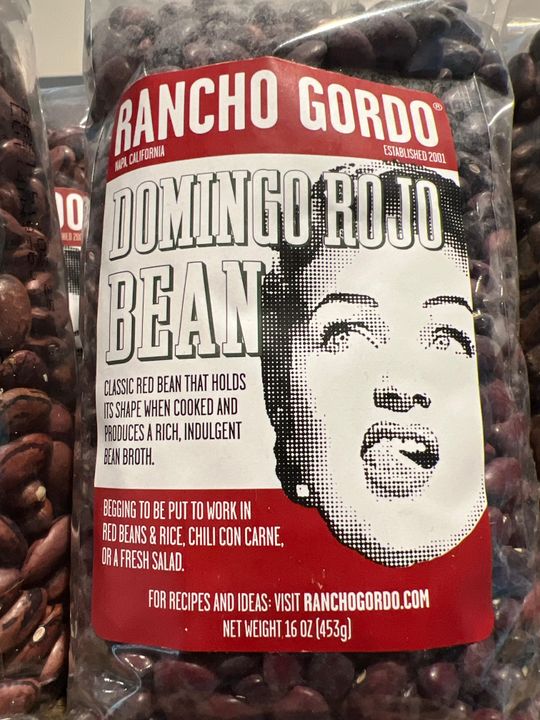 RANCHO GORDO®
NAPA, CALIFORNIA
ESTABLISHED 2001
DOMINGO ROJO
BEAN
CLASSIC RED BEAN THAT HOLDS
ITS SHAPE WHEN COOKED AND
PRODUCES A RICH, INDULGENT
BEAN BROTH.
BEGGING TO BE PUT TO WORK IN
RED BEANS & RICE, CHILI CON CARNE,
OR A FRESH SALAD.
FOR RECIPES AND IDEAS: VISIT RANCHOGORDO.COM
NET WEIGHT 16 OZ (453g)